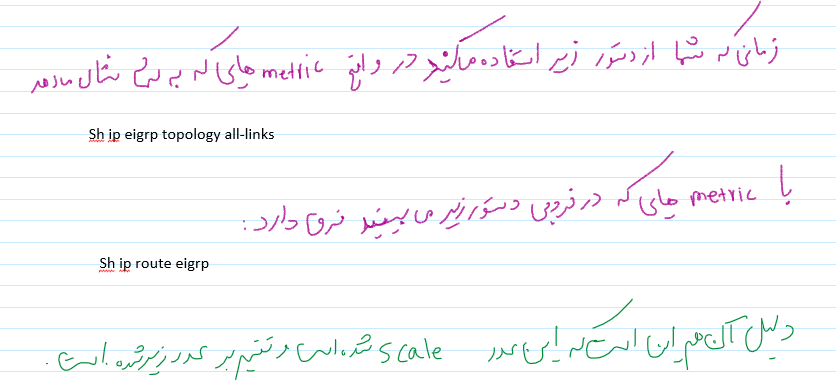 زمانی که شما از دستور زیر استفاده میکنید در واقع metric هایی که به شما نشان میدهد
Sh ip eigrp topology all-links
با metric هایی که در خروجی دستور زیر می بینید فرق دارد :
Sh ip route eigrp
دلیل آن هم این است که این عدد scale شده است و تقسیم بر عدد زیر شده است .